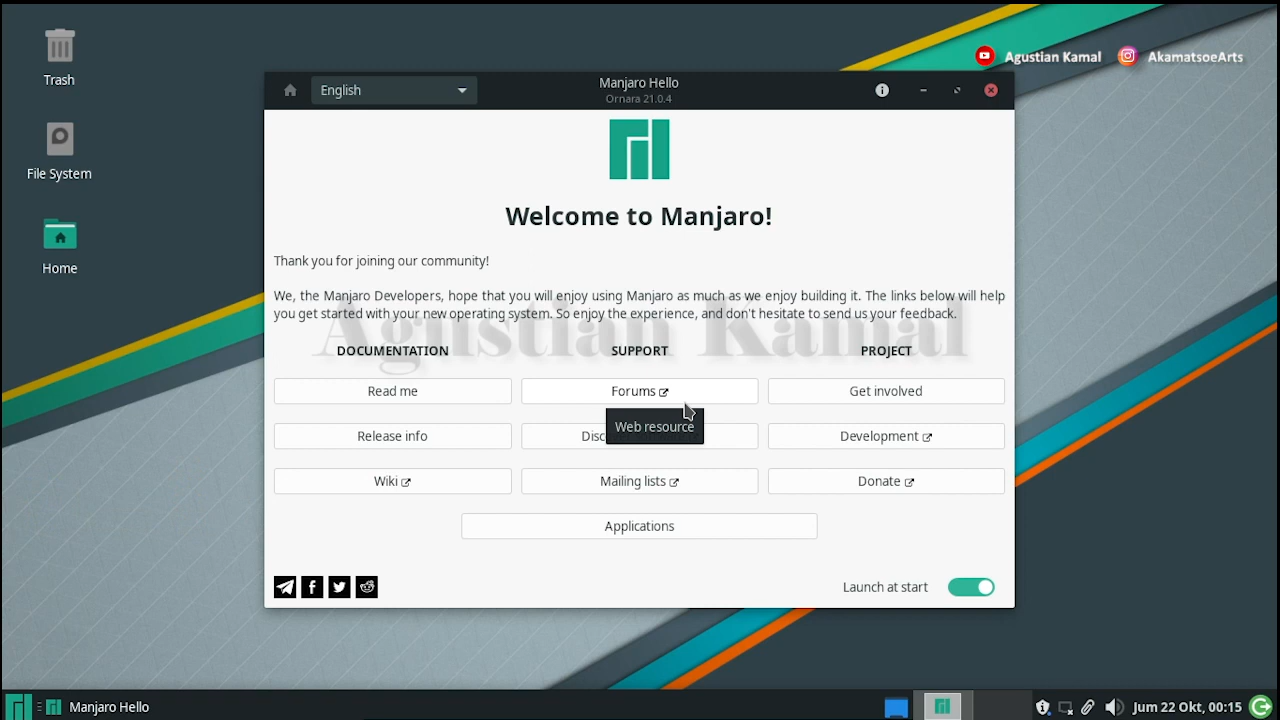 Trash
File System
Home
Agustian Kamal
AkamatsoeArts
English
Manjaro Hello
Ornara 21.0.4
Welcome to Manjaro!
Thank you for joining our community!
We, the Manjaro Developers, hope that you will enjoy using Manjaro as much as we enjoy building it. The links below will help
you get started with your new operating system. So enjoy the experience, and don't hesitate to send us your feedback.
Agustian Kamal
DOCUMENTATION
SUPPORT
PROJECT
Read me
Forums
Get involved
Web resource
Release info
Development
Wiki
Mailing lists
Donate
Applications
Launch at start
Manjaro Hello
Jum 22 Okt, 00:15